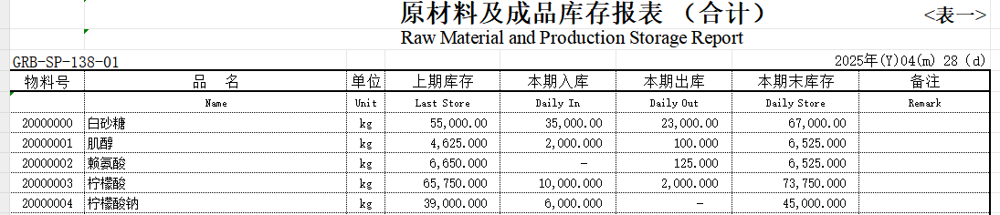 原材料及成品库存报表（合计） <表一>
Raw Material and Production Storage Report
GRB-SP-138-01 2025年(Y)04(m) 28 (d)
物料号 品 名 单位 上期库存 本期入库 本期出库 本期末库存 备注
Name Unit Last Store Daily In Daily Out Daily Store Remark
20000000 白砂糖 kg 55,000.00 35,000.00 23,000.00 67,000.00
20000001 肌醇 kg 4,625.000 2,000.000 100.000 6,525.000
20000002 赖氨酸 kg 6,650.000 - 125.000 6,525.000
20000003 柠檬酸 kg 65,750.000 10,000.000 2,000.000 73,750.000
20000004 柠檬酸钠 kg 39,000.000 6,000.000 - 45,000.000